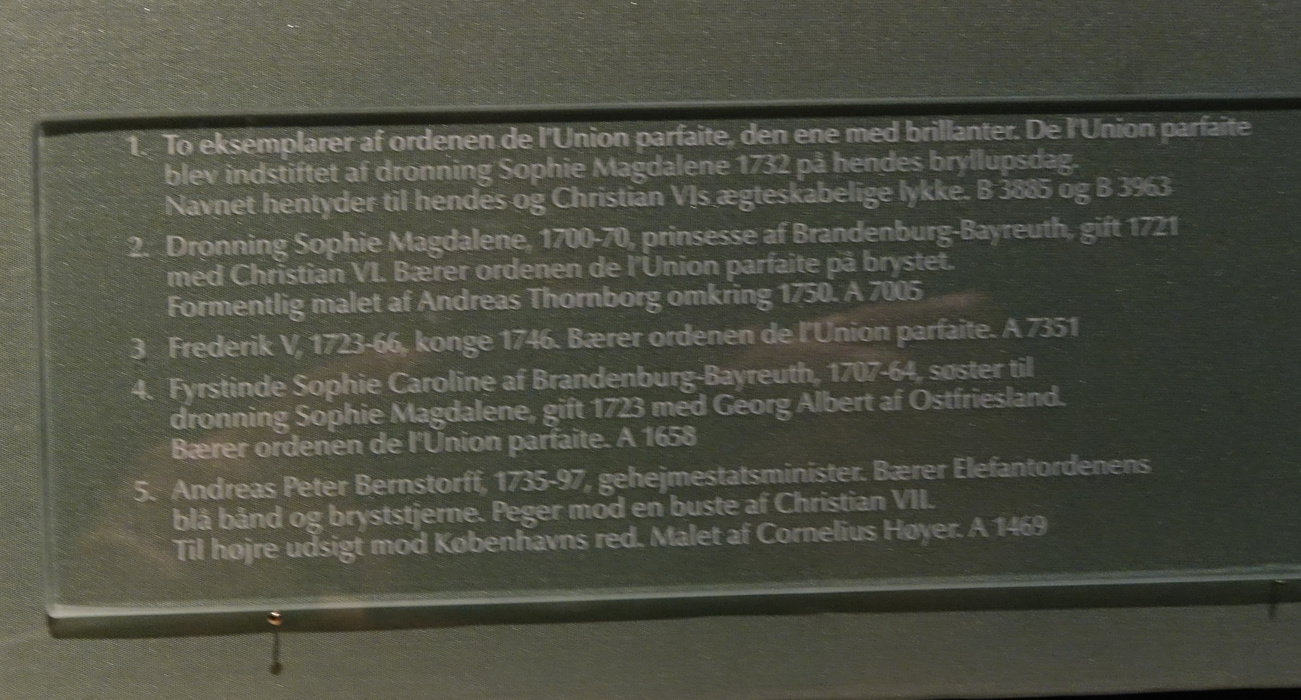 1. To eksemplarer af ordenen de l'Union parfaite, den ene med brillanter. De l'Union parfaite
blev indstiftet af dronning Sophie Magdalene 1732 på hendes bryllupsdag.
Navnet hentyder til hendes og Christian VIs ægteskabelige lykke. B 3885 og B 3963
2. Dronning Sophie Magdalene, 1700-70, prinsesse af Brandenburg-Bayreuth, gift 1721
med Christian VI. Bærer ordenen de l'Union parfaite på brystet.
Formentlig malet af Andreas Thornborg omkring 1750. A 7005
3 Frederik V, 1723-66, konge 1746. Bærer ordenen de l'Union parfaite. A 7351
4. Fyrstinde Sophie Caroline af Brandenburg-Bayreuth, 1707-64, søster til
dronning Sophie Magdalene, gift 1723 med Georg Albert af Ostfriesland.
Bærer ordenen de l'Union parfaite. A 1658
5. Andreas Peter Bernstorff, 1735-97, gehejmestatsminister. Bærer Elefantordenens
blå bånd og bryststjerne. Peger mod en buste af Christian VII.
Til højre udsigt mod Københavns red. Malet af Cornelius Høyer. A 1469